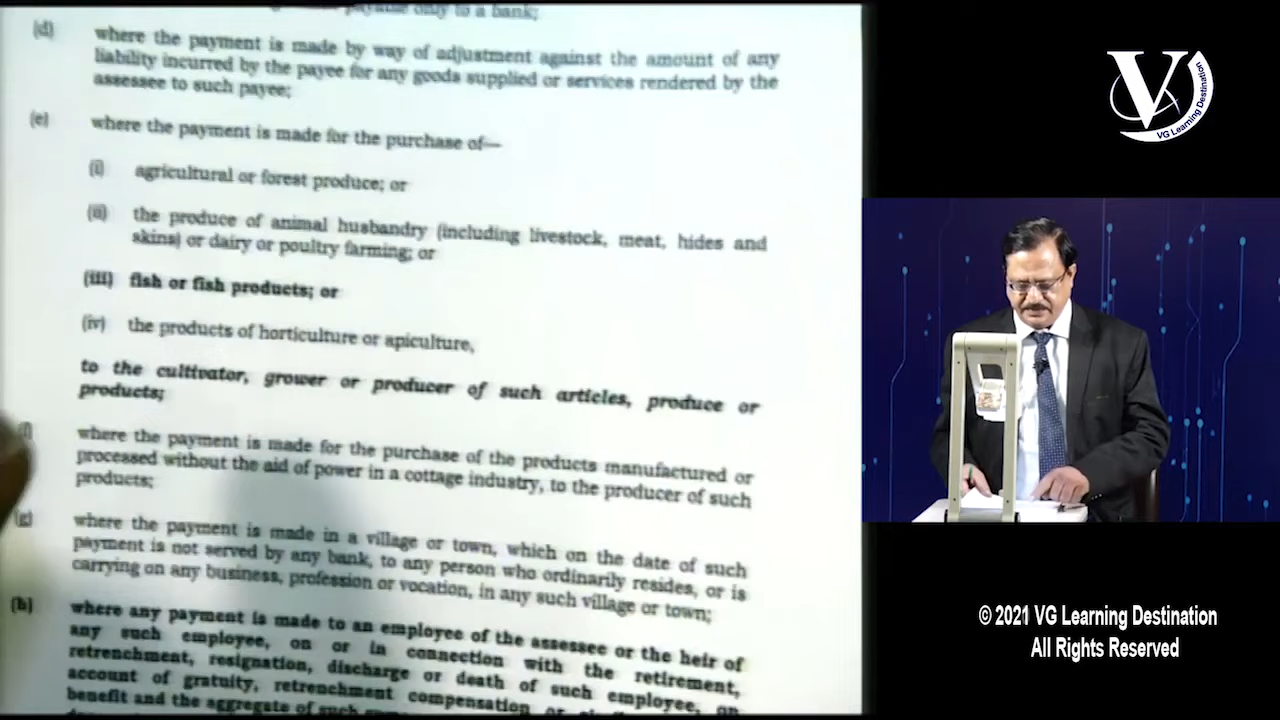 payable only to a bank;
(d) where the payment is made by way of adjustment against the amount of any
liability incurred by the payee for any goods supplied or services rendered by the
assessee to such payee;
(e) where the payment is made for the purchase of—
(i) agricultural or forest produce; or
(ii) the produce of animal husbandry (including livestock, meat, hides and
skins) or dairy or poultry farming; or
(iii) fish or fish products; or
(iv) the products of horticulture or apiculture,
to the cultivator, grower or producer of such articles, produce or
products;
where the payment is made for the purchase of the products manufactured or
processed without the aid of power in a cottage industry, to the producer of such
products;
(g) where the payment is made in a village or town, which on the date of such
payment is not served by any bank, to any person who ordinarily resides, or is
carrying on any business, profession or vocation, in any such village or town;
(h) where any payment is made to an employee of the assessee or the heir of
any such employee, on or in connection with the retirement,
retrenchment, resignation, discharge or death of such employee, on
account of gratuity, retrenchment compensation or
benefit and the aggregate of such
V
VG Learning Destination
© 2021 VG Learning Destination
All Rights Reserved